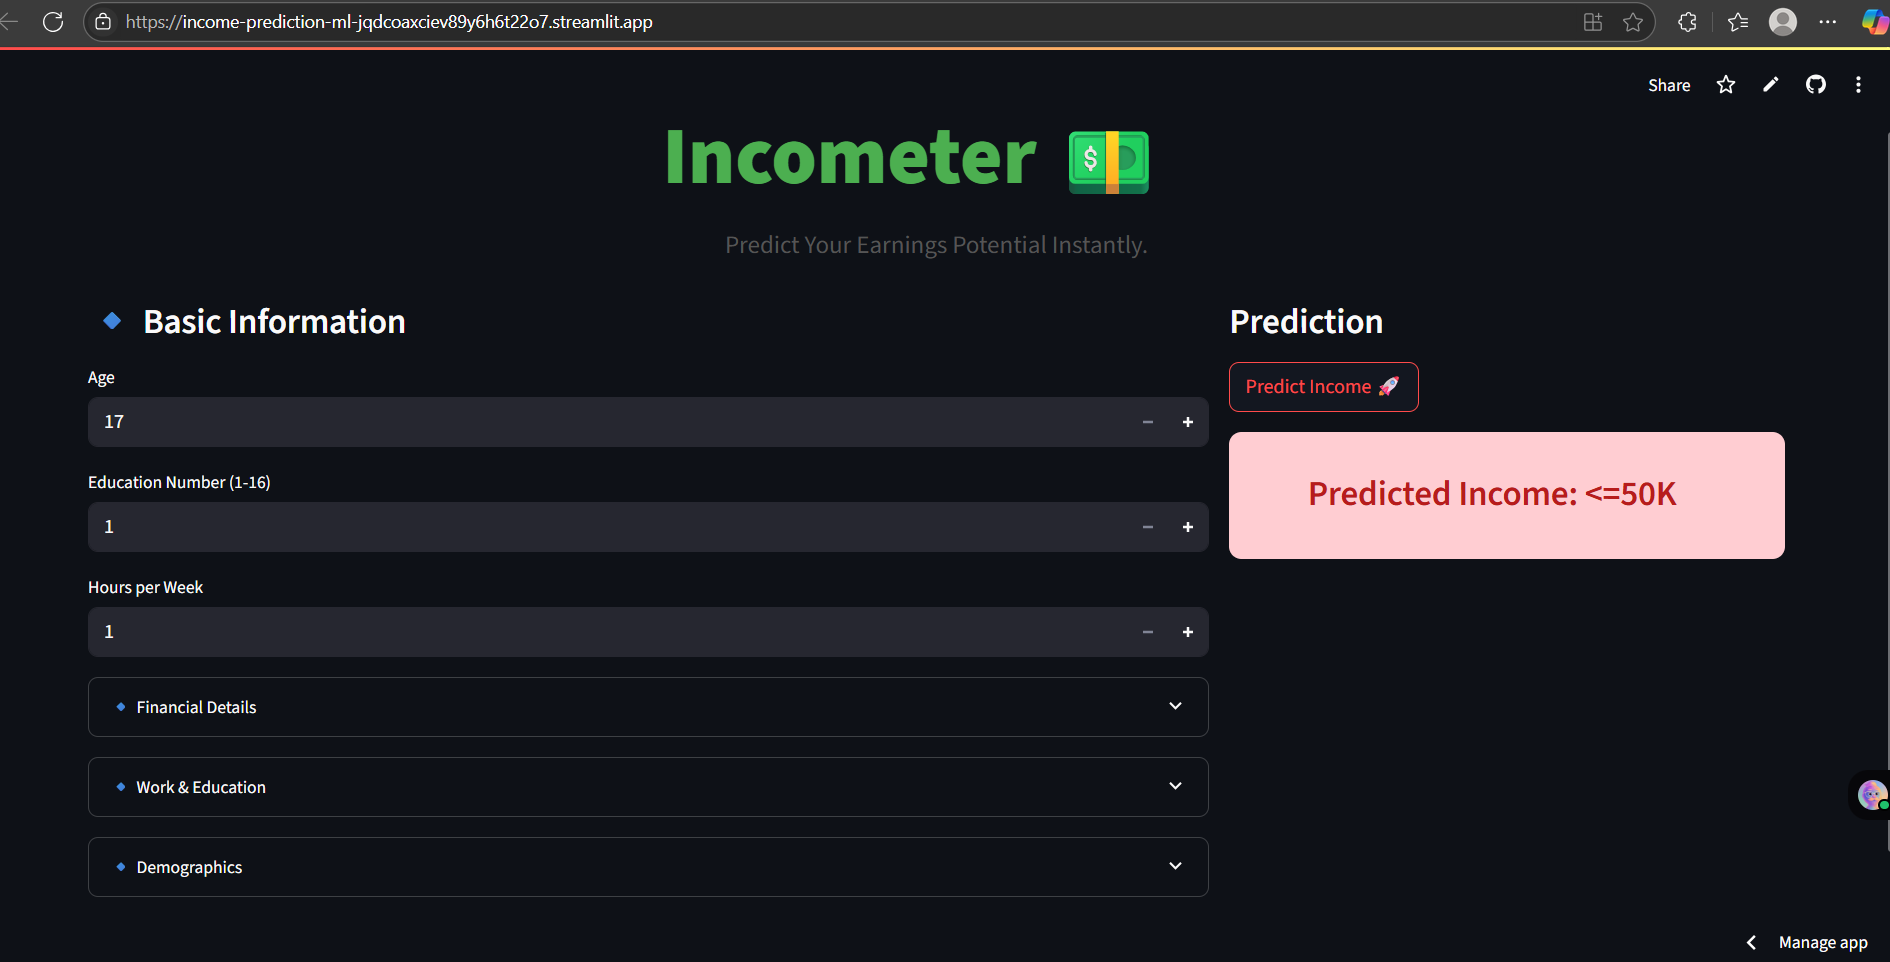 https://income-prediction-ml-jqdcoaxciev89y6h6t22o7.streamlit.app
Share
Incometer
$
Predict Your Earnings Potential Instantly.
Basic Information
Age
17
Education Number (1-16)
1
Hours per Week
1
Financial Details
Work & Education
Demographics
Prediction
Predict Income 🚀
Predicted Income: <=50K
Manage app